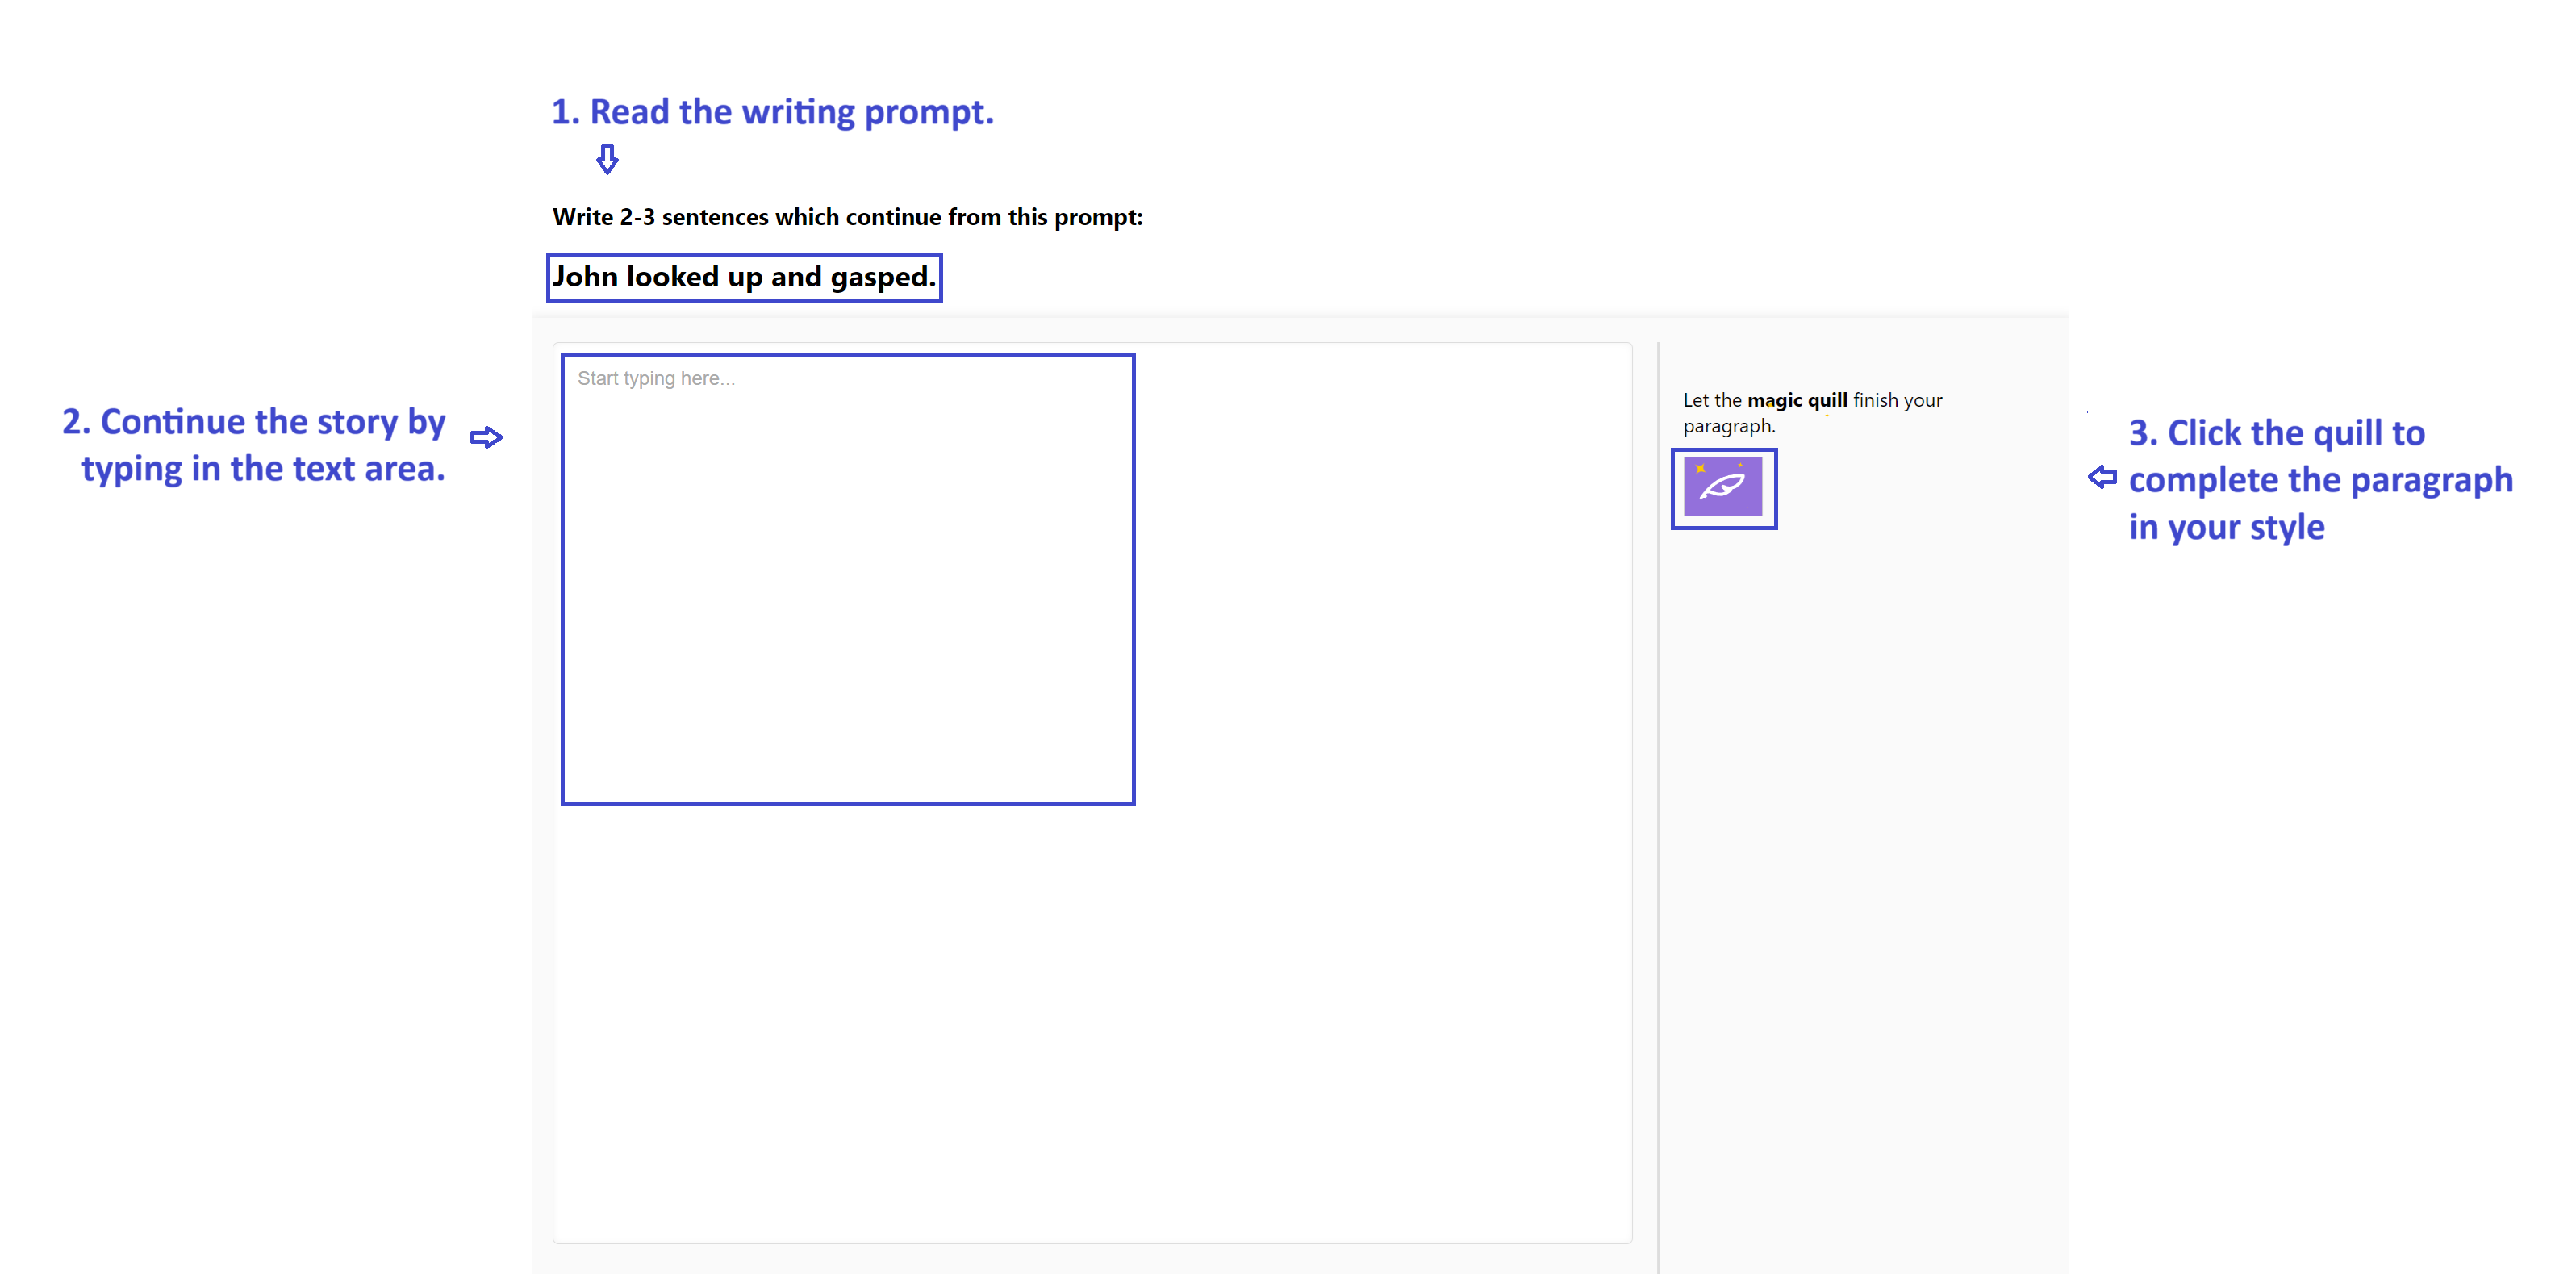 1. Read the writing prompt.
Write 2-3 sentences which continue from this prompt:
John looked up and gasped.
Start typing here...
2. Continue the story by
typing in the text area.
Let the magic quill finish your
paragraph.
3. Click the quill to
complete the paragraph
in your style